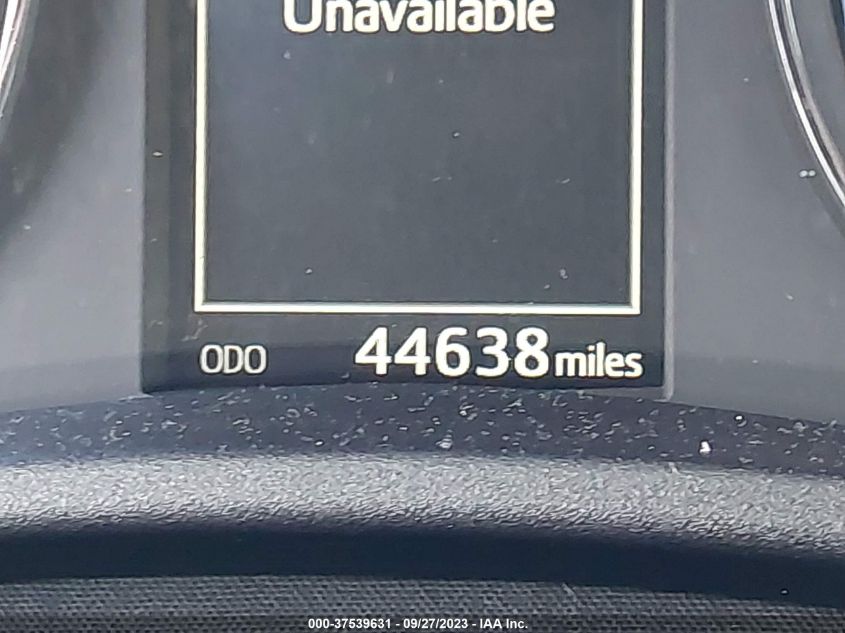 Unavailable
ODO 44638 miles
000-37539631 - 09/27/2023 - IAA Inc.